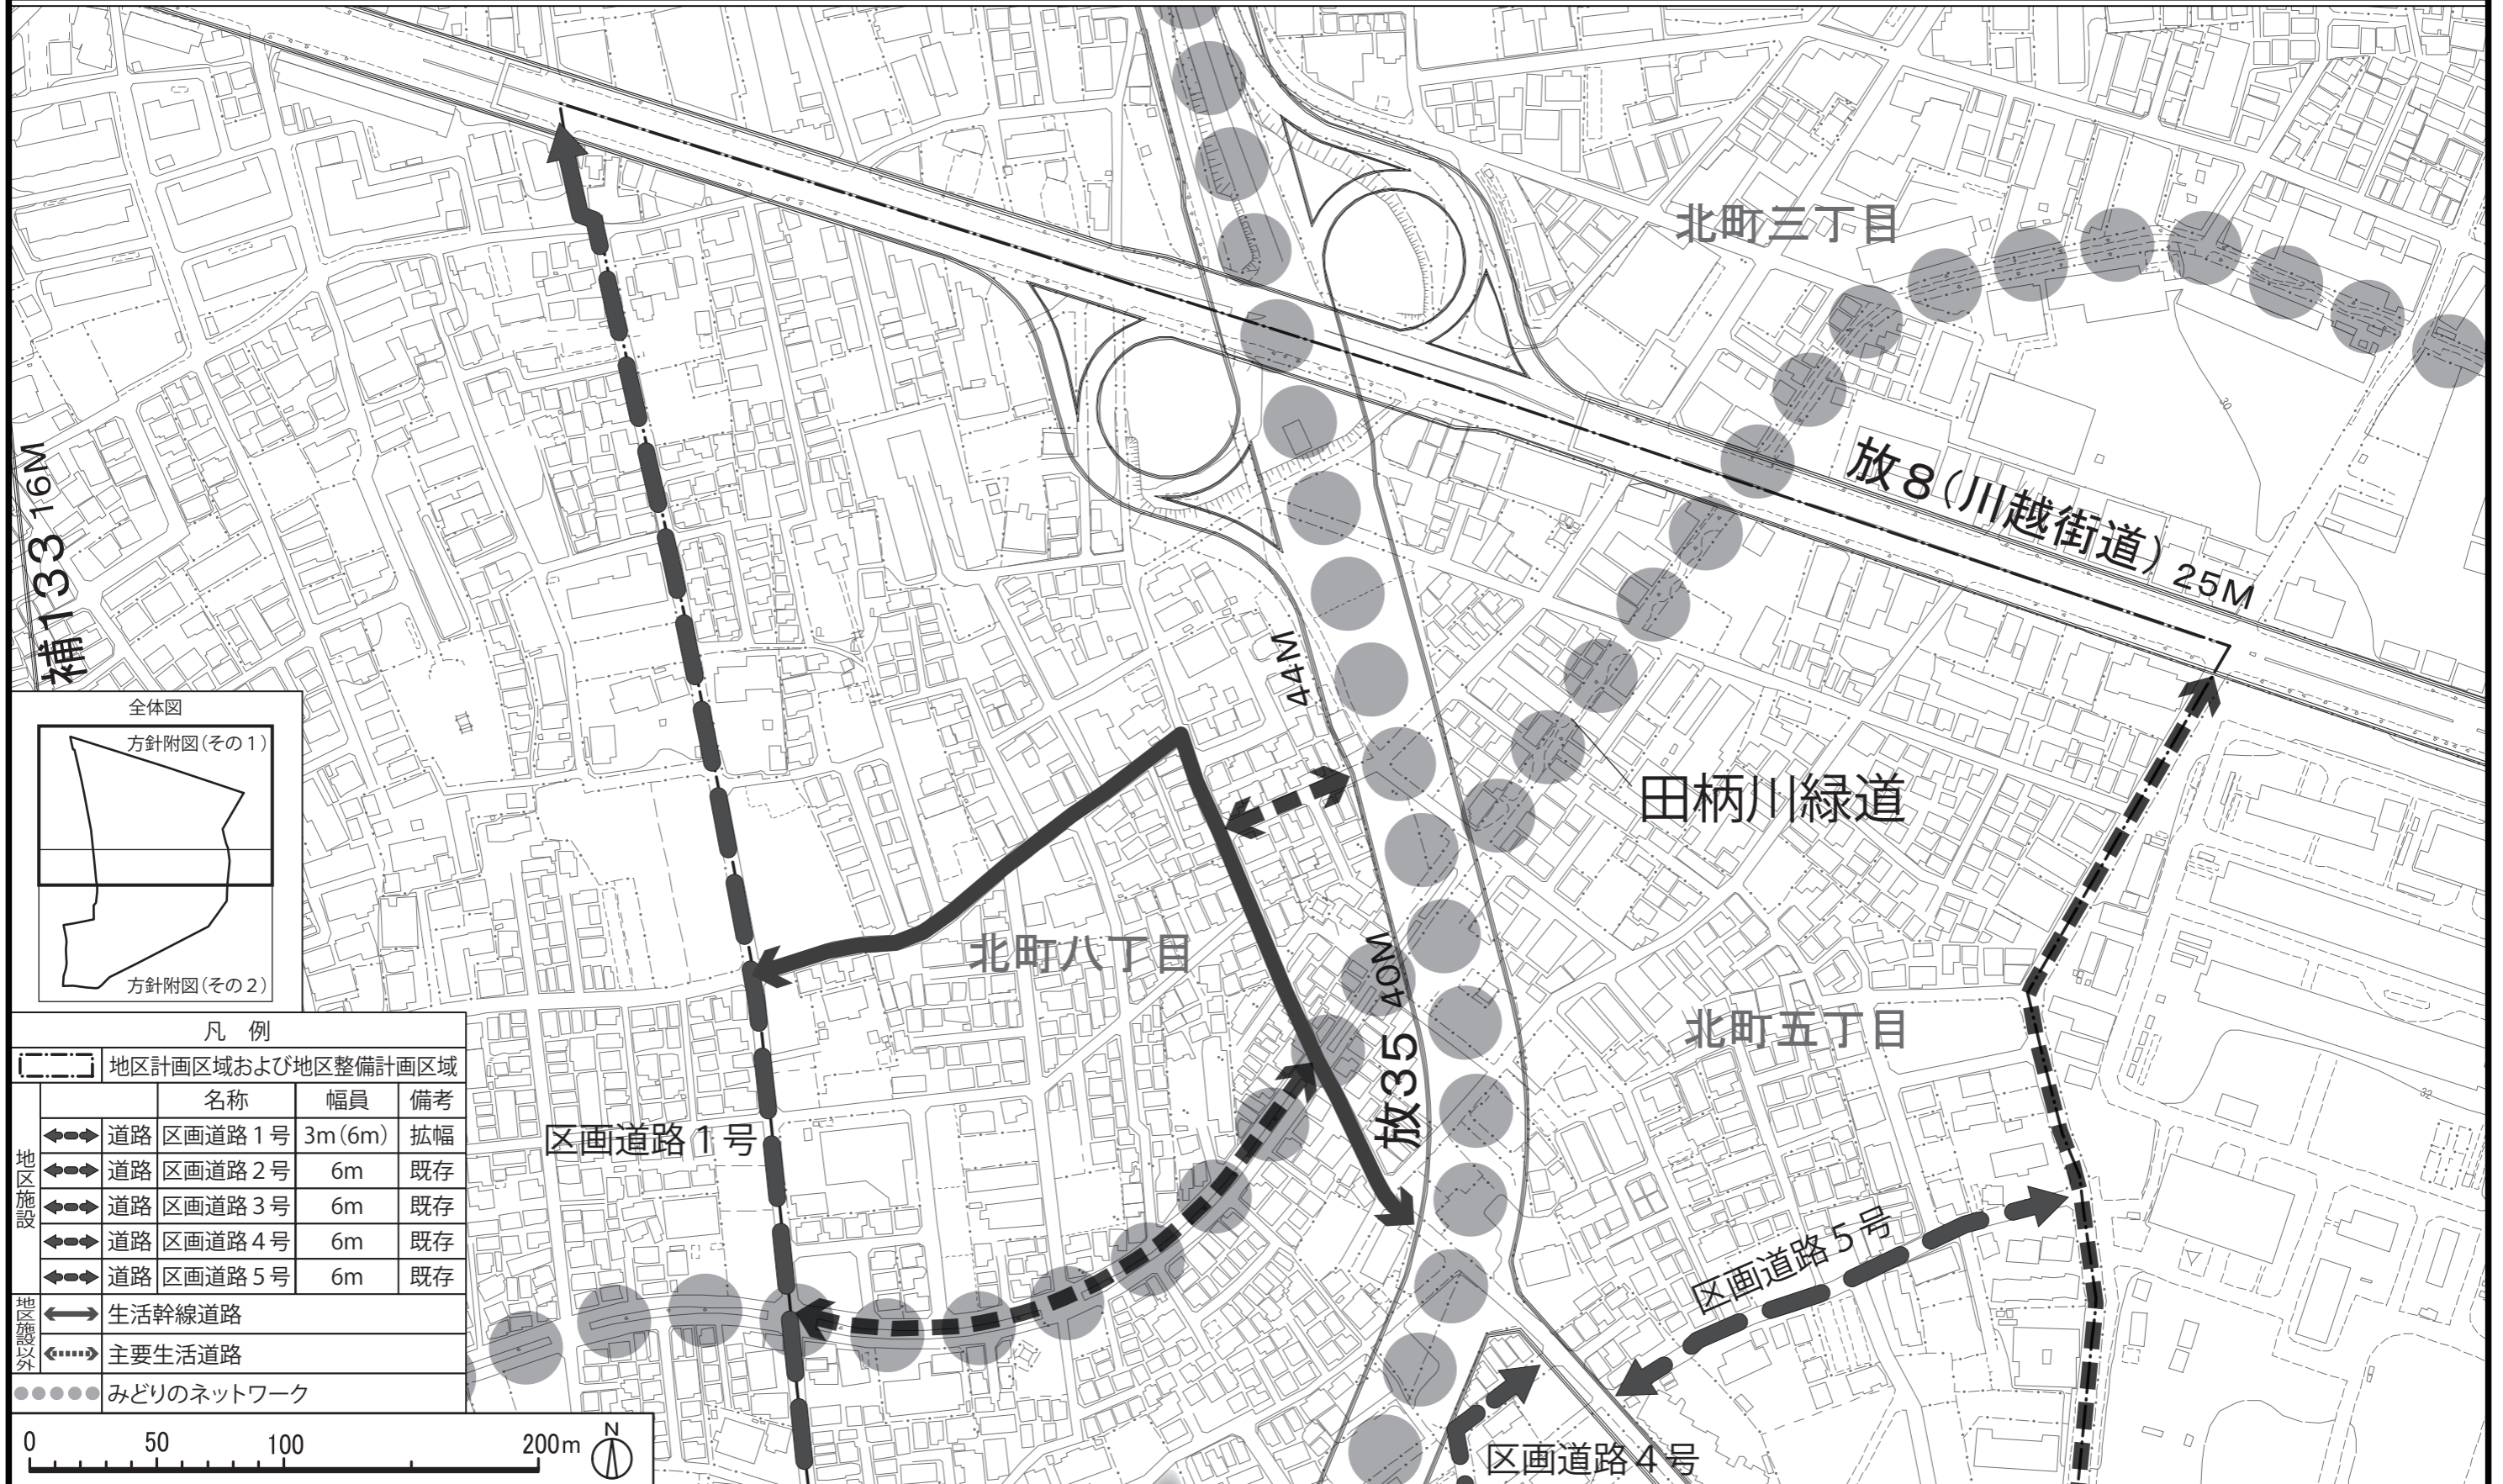 北町三丁目
補133 16M
放8(川越街道) 25M
44M
田柄川緑道
北町八丁目
40M
放35
北町五丁目
区画道路1号
区画道路5号
区画道路4号
30
32
全体図
方針附図(その1)
方針附図(その2)
凡 例
地区計画区域および地区整備計画区域
名称 幅員 備考
地区施設
道路 区画道路1号 3m(6m) 拡幅
道路 区画道路2号 6m 既存
道路 区画道路3号 6m 既存
道路 区画道路4号 6m 既存
道路 区画道路5号 6m 既存
地区施設以外
生活幹線道路
主要生活道路
みどりのネットワーク
0 50 100 200m
N